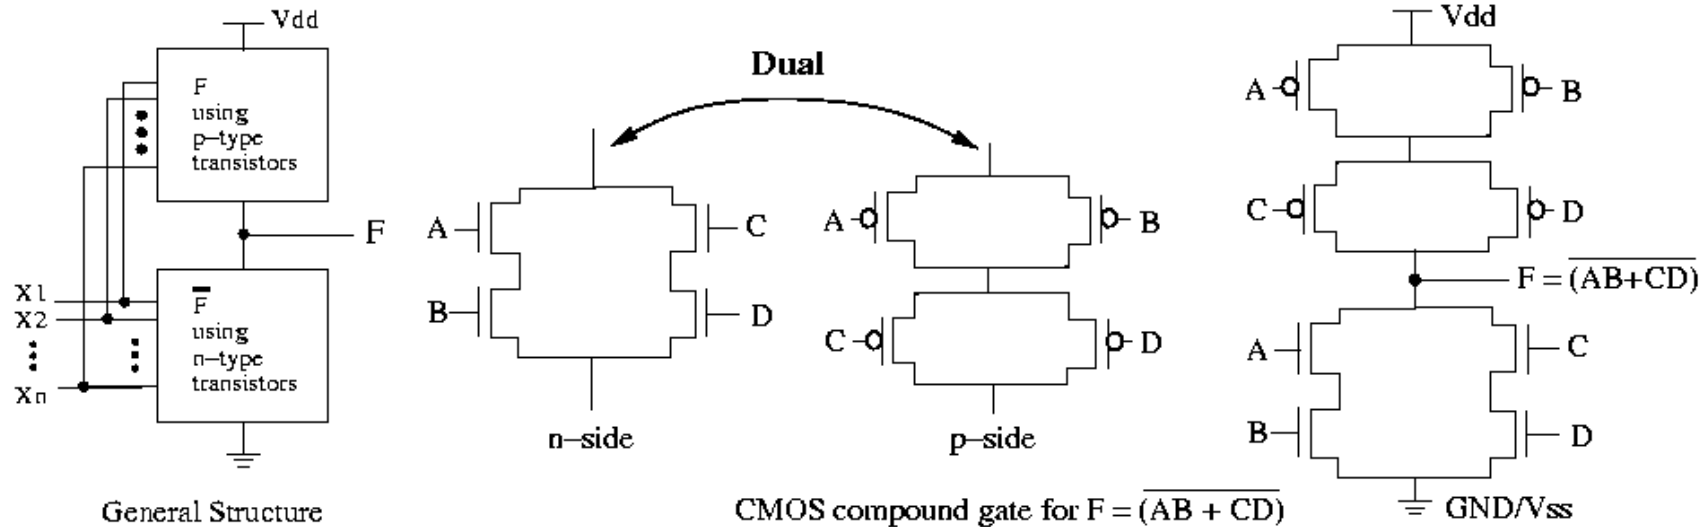 Vdd
F
using
p-type
transistors
F
X1
X2
Xn
F̅
using
n-type
transistors
General Structure
Dual
A
C
B
D
n-side
A
B
C
D
p-side
CMOS compound gate for F = (AB + CD)̅
Vdd
A
B
C
D
F = (AB+CD)̅
A
C
B
D
GND/Vss